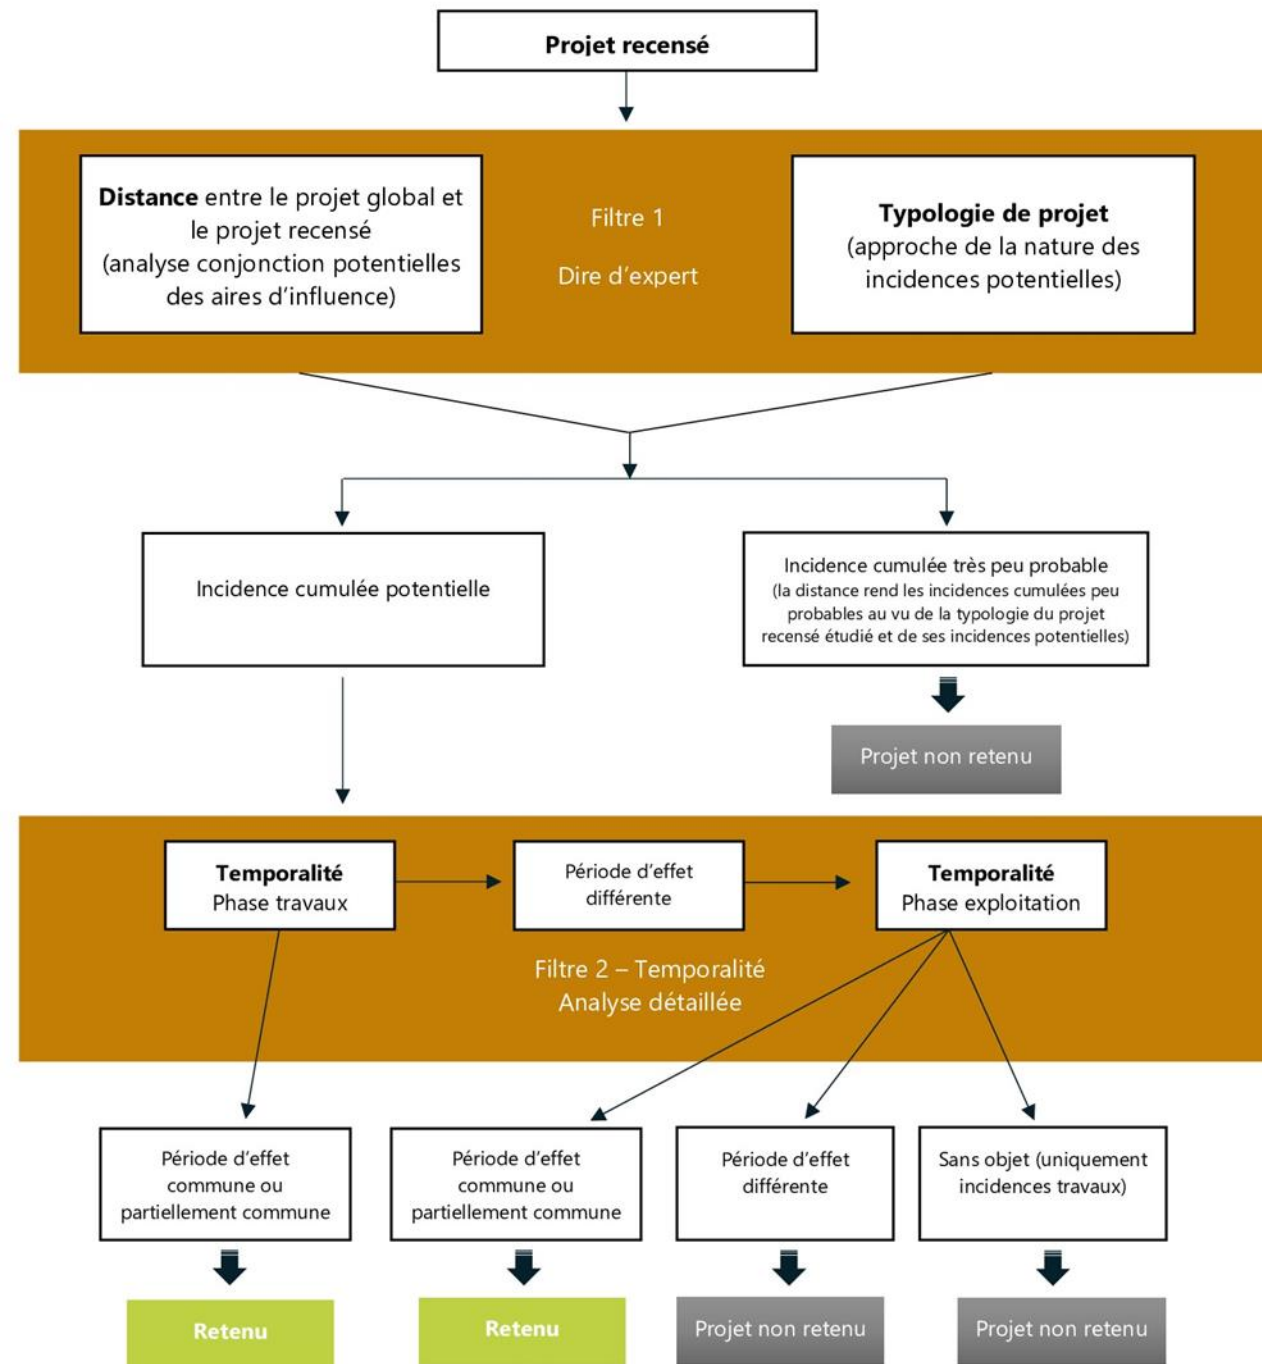 Projet recensé
Distance entre le projet global et
le projet recensé
(analyse conjonction potentielles
des aires d’influence)
Filtre 1
Dire d’expert
Typologie de projet
(approche de la nature des
incidences potentielles)
Incidence cumulée potentielle
Incidence cumulée très peu probable
(la distance rend les incidences cumulées peu
probables au vu de la typologie du projet
recensé étudié et de ses incidences potentielles)
Projet non retenu
Temporalité
Phase travaux
Période d’effet
différente
Temporalité
Phase exploitation
Filtre 2 – Temporalité
Analyse détaillée
Période d’effet
commune ou
partiellement commune
Période d’effet
commune ou
partiellement commune
Période d’effet
différente
Sans objet (uniquement
incidences travaux)
Retenu
Retenu
Projet non retenu
Projet non retenu